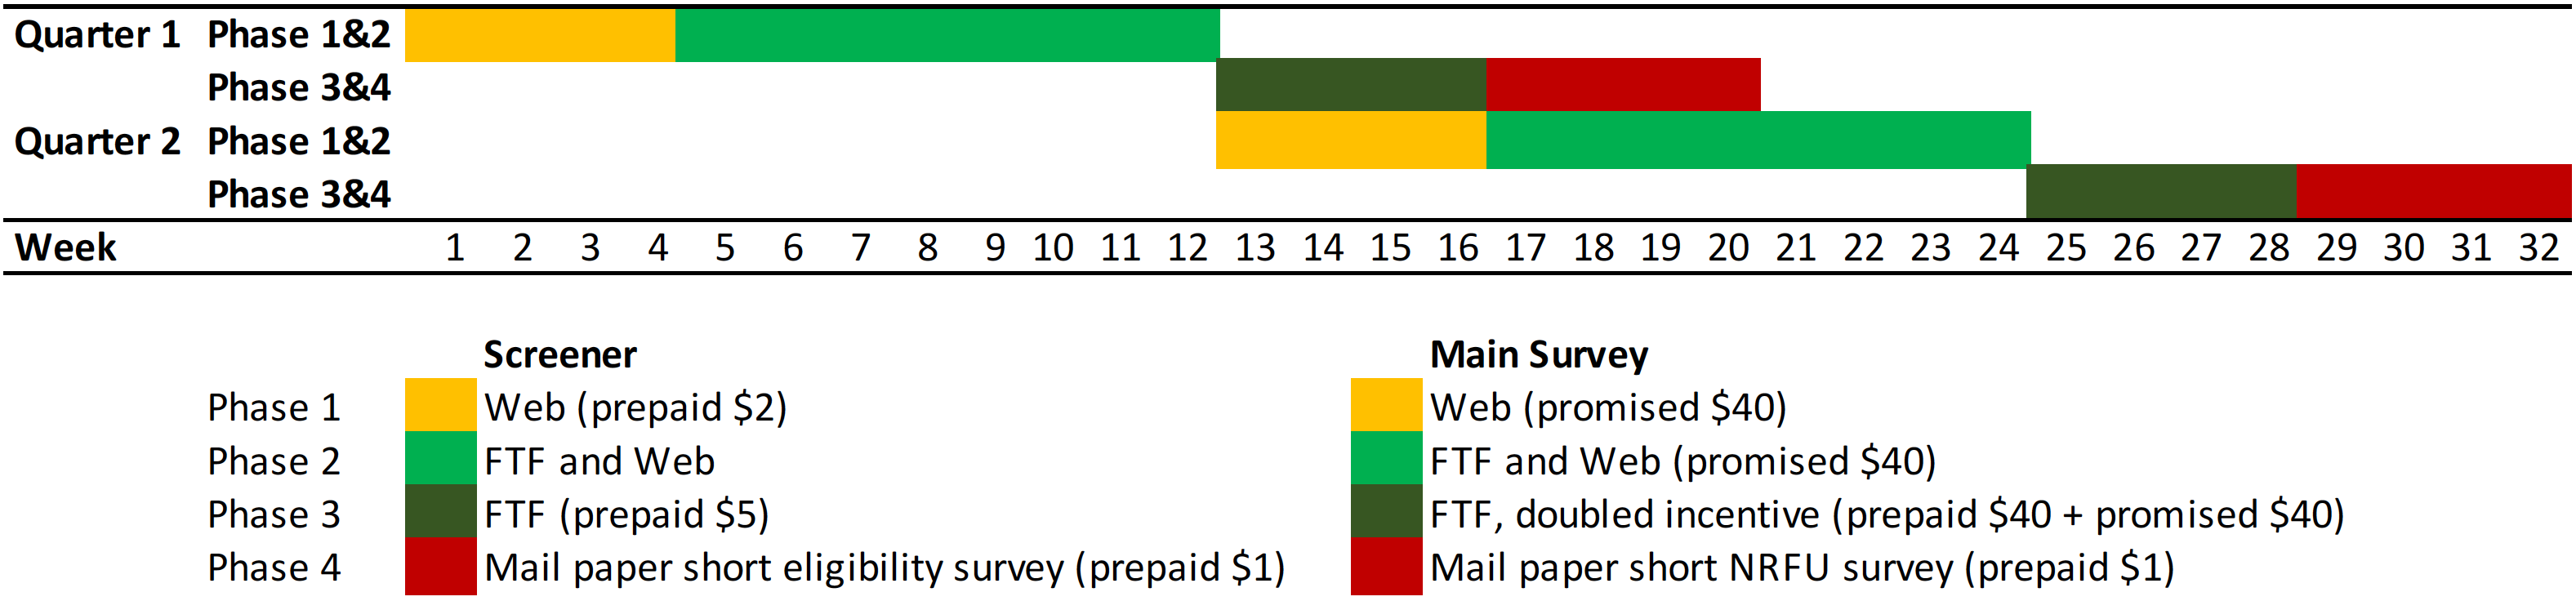 Quarter 1 Phase 1&2
Phase 3&4
Quarter 2 Phase 1&2
Phase 3&4
Week 1 2 3 4 5 6 7 8 9 10 11 12 13 14 15 16 17 18 19 20 21 22 23 24 25 26 27 28 29 30 31 32
Screener Main Survey
Phase 1 Web (prepaid $2) Web (promised $40)
Phase 2 FTF and Web FTF and Web (promised $40)
Phase 3 FTF (prepaid $5) FTF, doubled incentive (prepaid $40 + promised $40)
Phase 4 Mail paper short eligibility survey (prepaid $1) Mail paper short NRFU survey (prepaid $1)